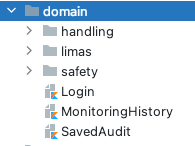 domain
handling
limas
safety
Login
MonitoringHistory
SavedAudit